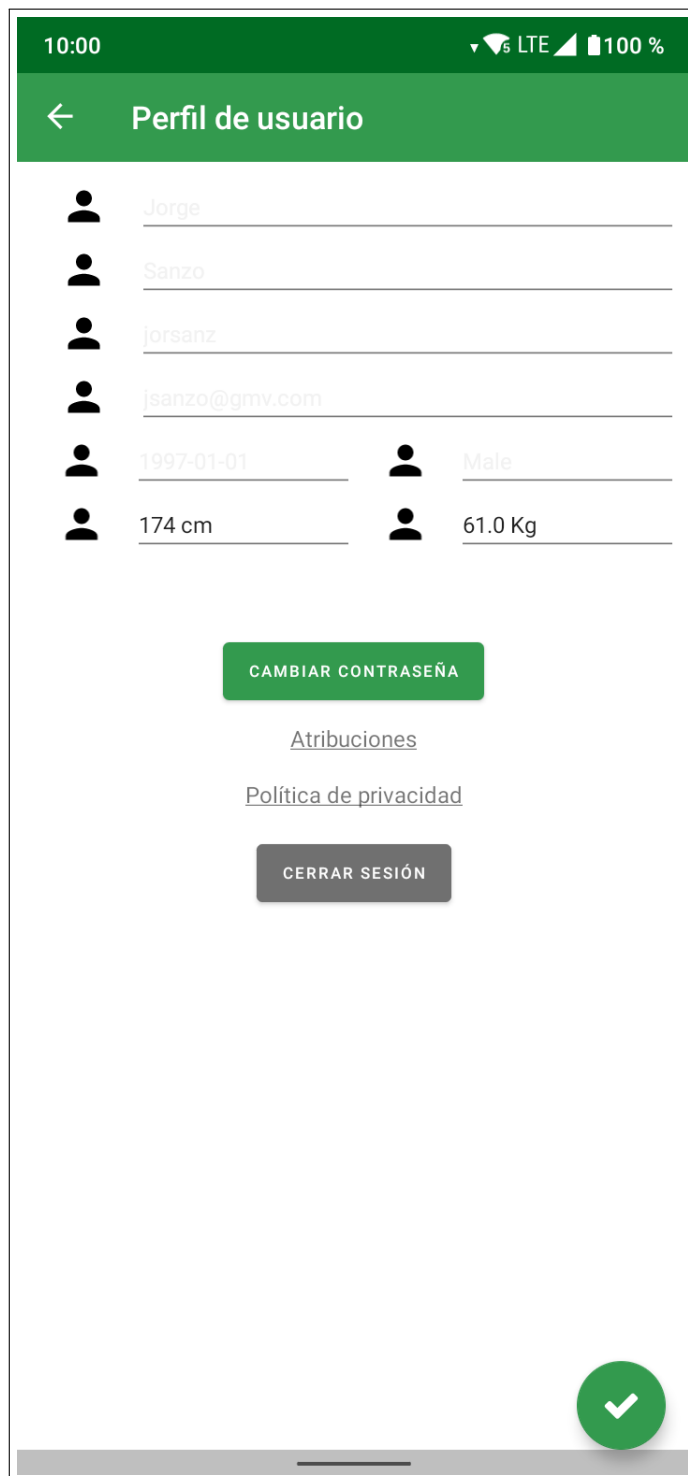 10:00 5 LTE 100 %
Perfil de usuario
Jorge
Sanzo
jorsanz
jsanzo@gmv.com
1997-01-01 Male
174 cm 61.0 Kg
CAMBIAR CONTRASEÑA
Atribuciones
Política de privacidad
CERRAR SESIÓN